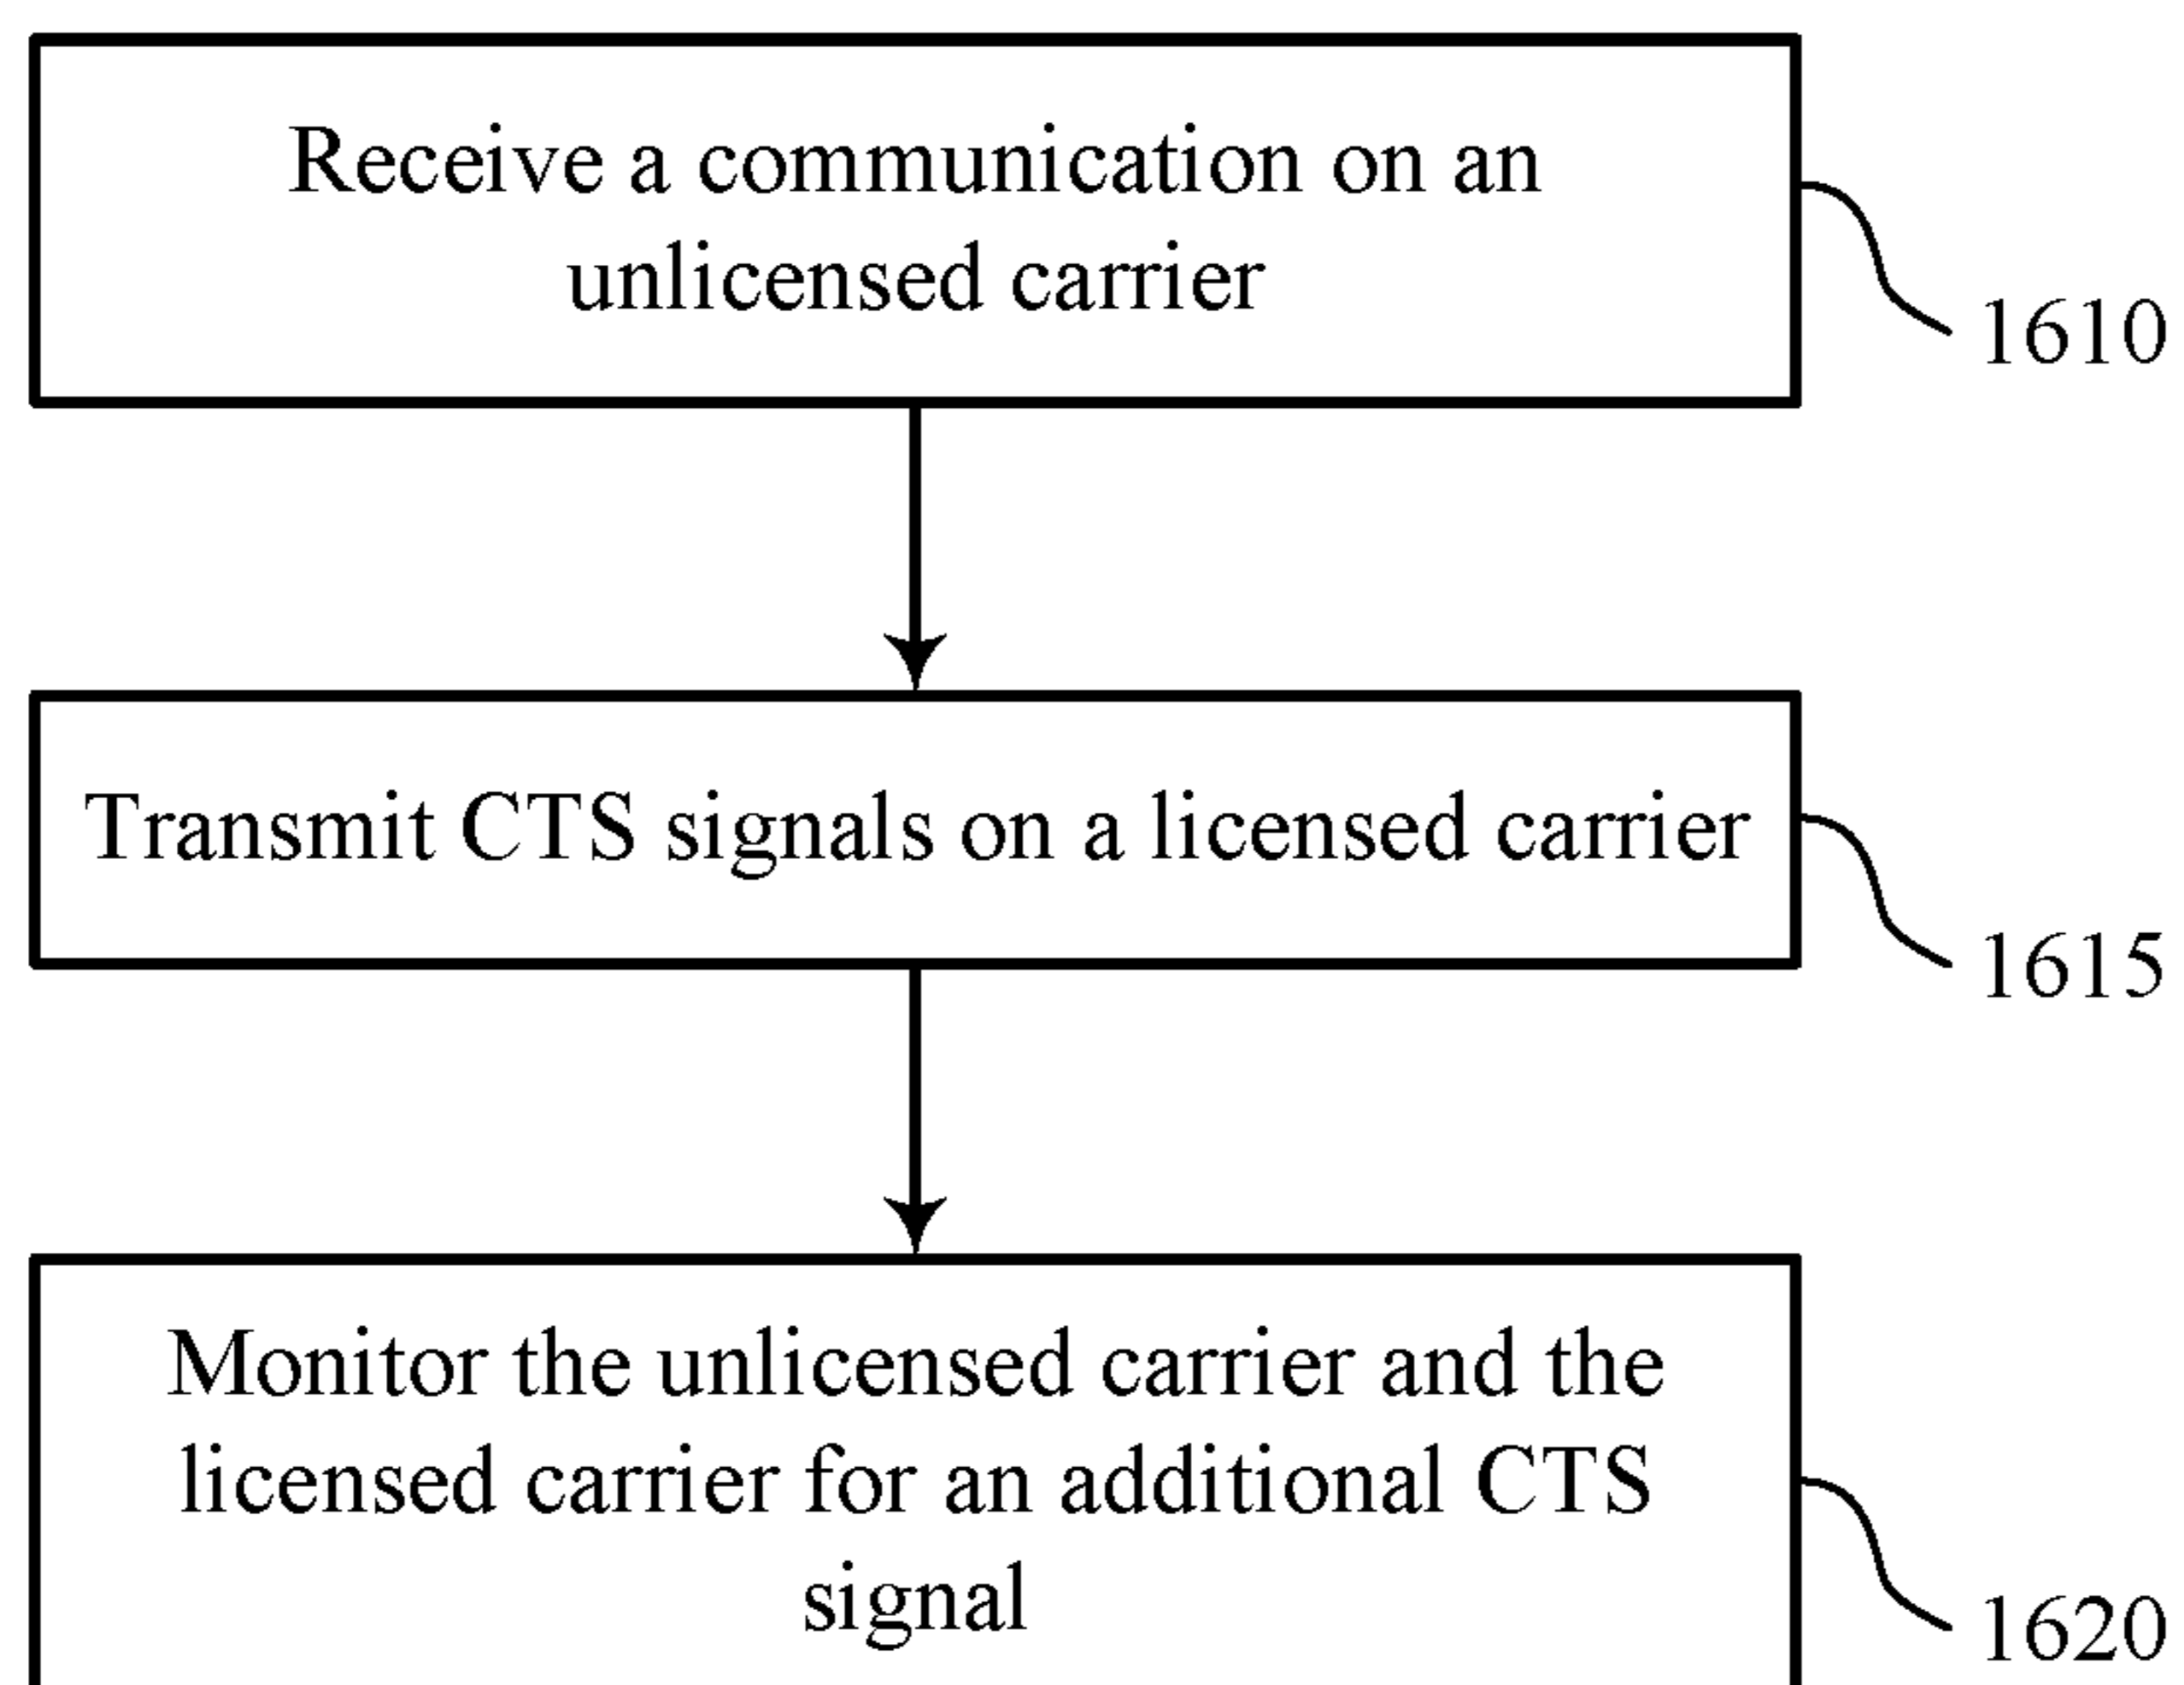 Receive a communication on an
unlicensed carrier
1610
Transmit CTS signals on a licensed carrier
1615
Monitor the unlicensed carrier and the
licensed carrier for an additional CTS
signal
1620